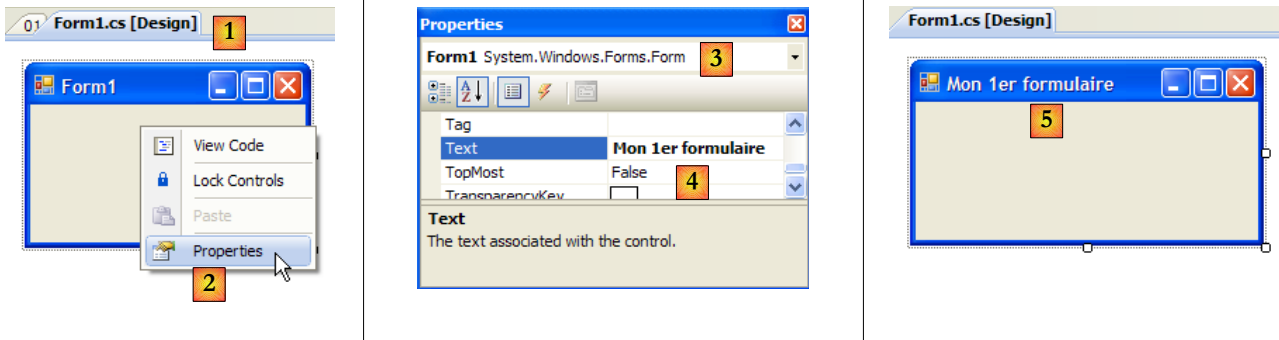 01 Form1.cs [Design]
1
Form1
View Code
Lock Controls
Paste
Properties
2
Properties
Form1 System.Windows.Forms.Form
3
A
Z
Tag
Text Mon 1er formulaire
TopMost False
4
TransparencyKey
Text
The text associated with the control.
Form1.cs [Design]
Mon 1er formulaire
5